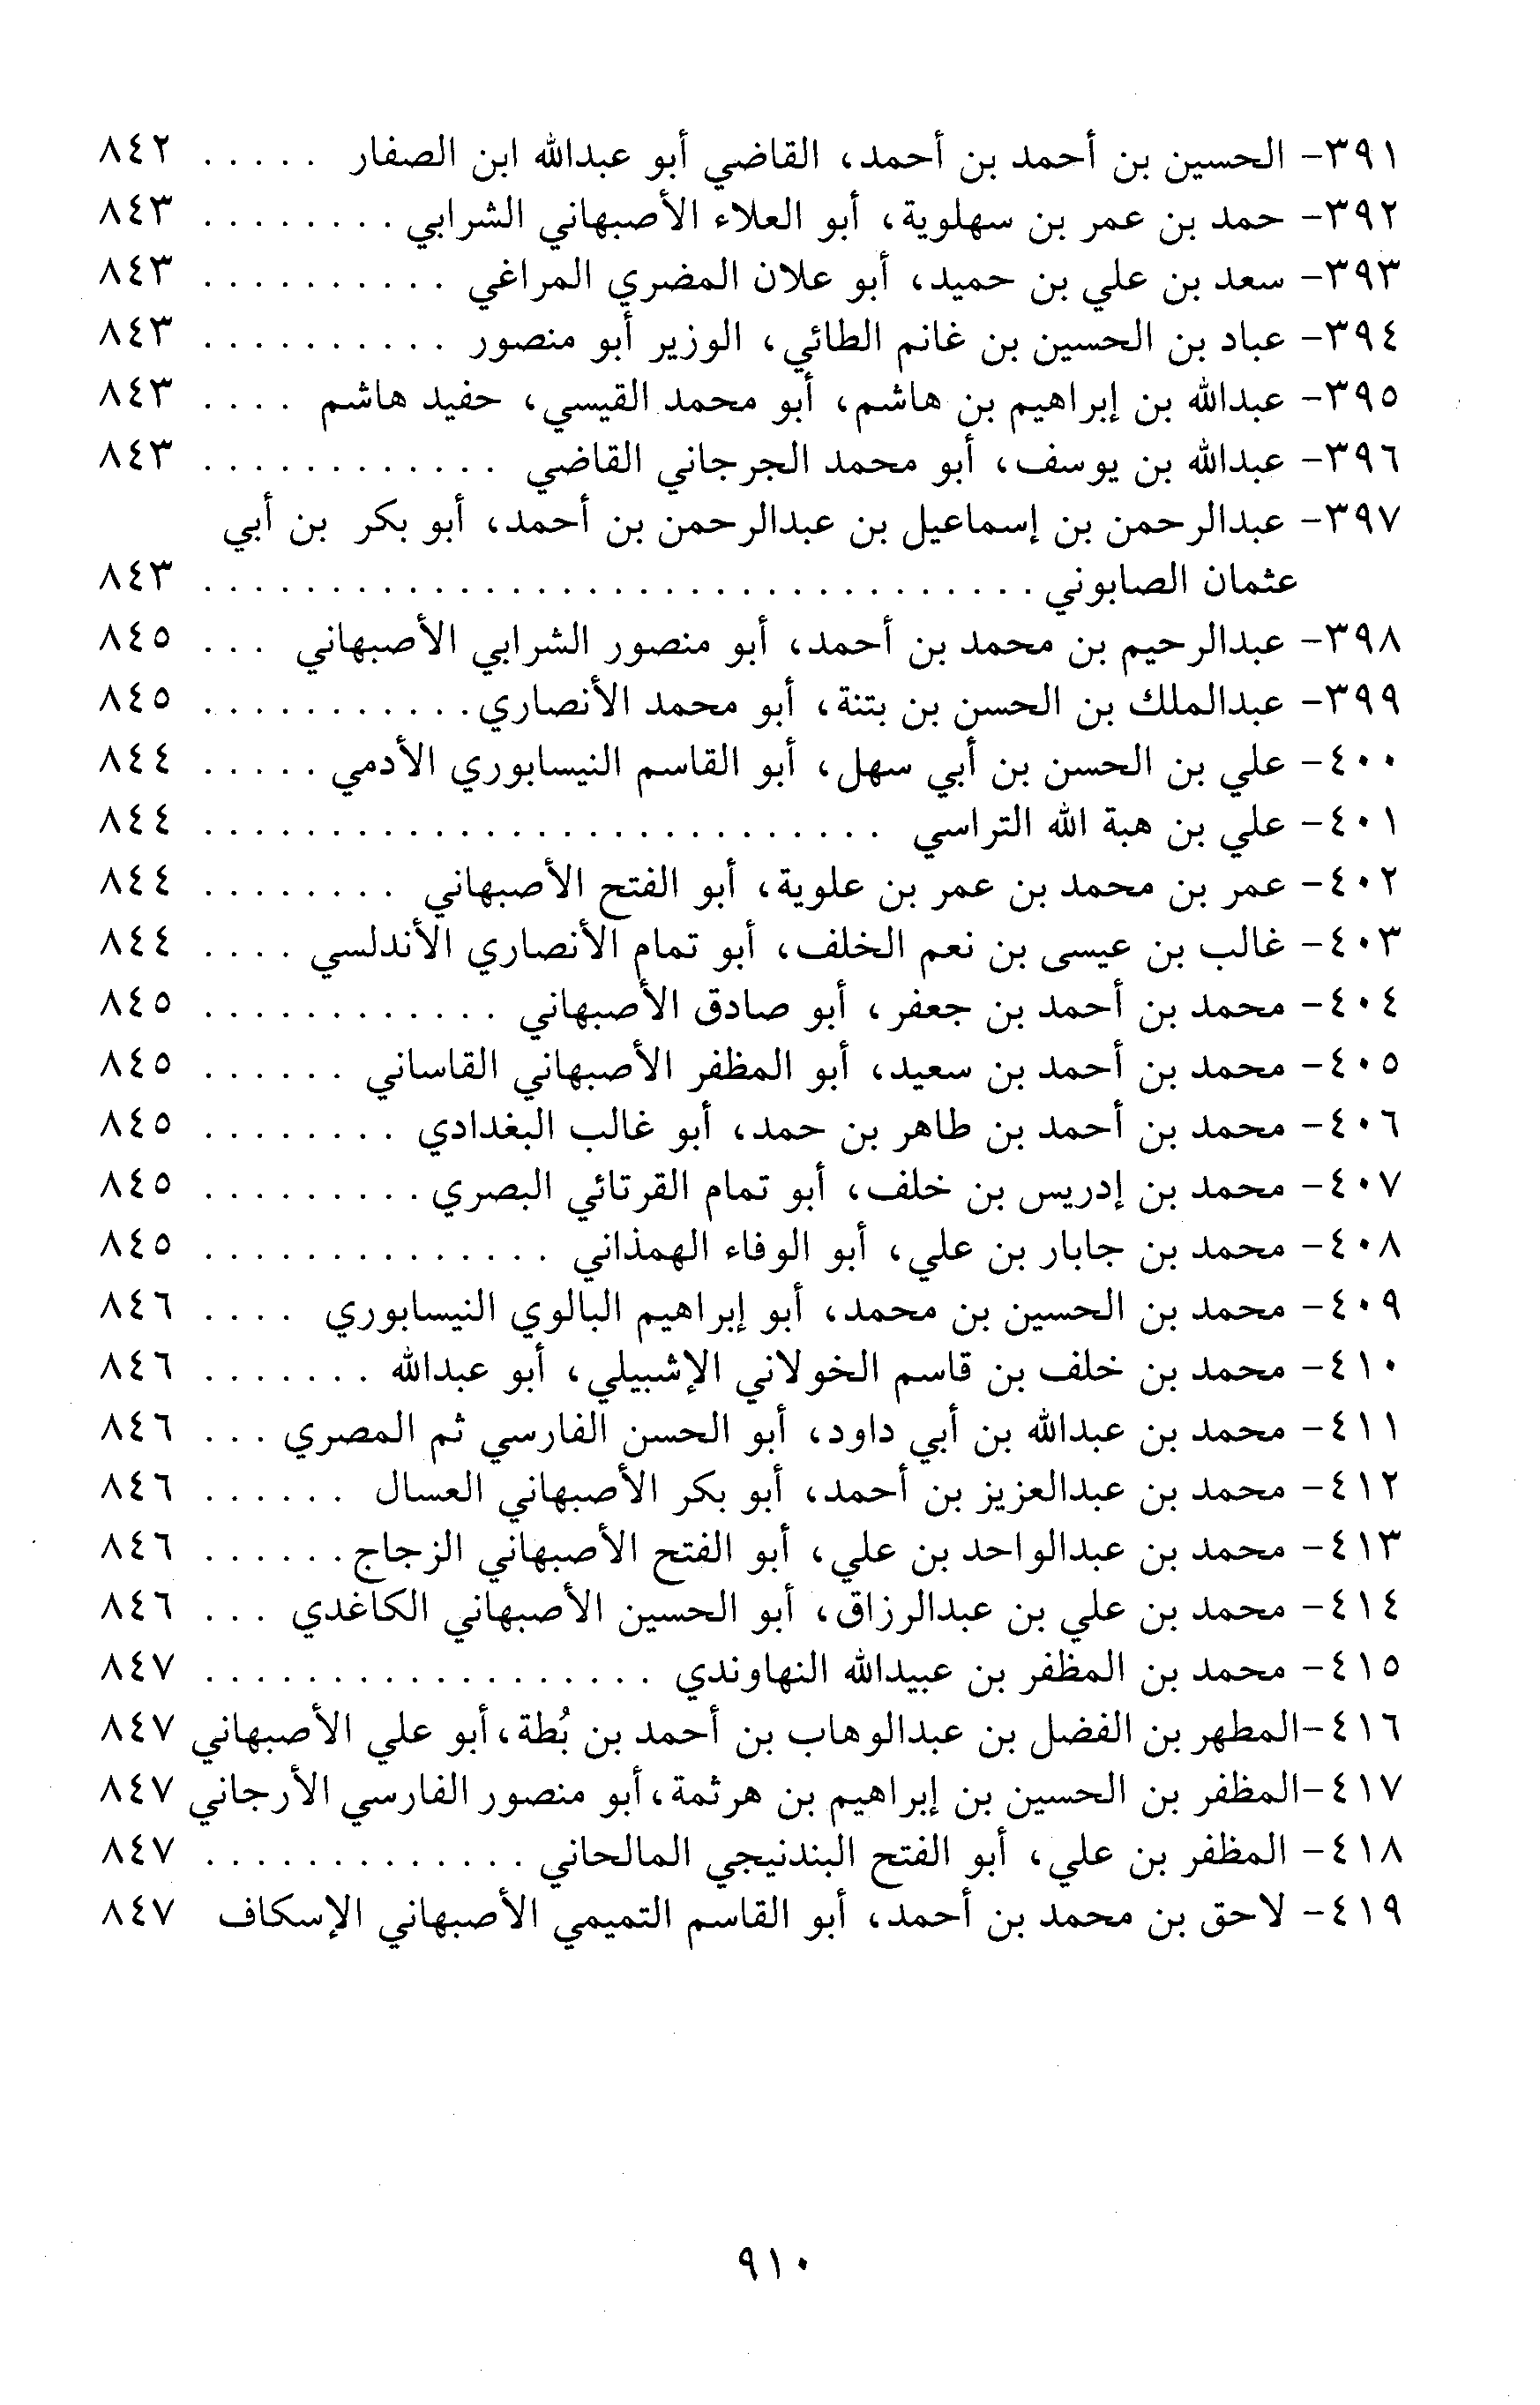 ٣٩١- الحسين بن أحمد بن أحمد، القاضي أبو عبدالله ابن الصفار . . . . . ٨٤٢
٣٩٢- حمد بن عمر بن سهلوية، أبو العلاء الأصبهاني الشرابي . . . . . . . . ٨٤٣
٣٩٣- سعد بن علي بن حميد، أبو علان المضري المراغي . . . . . . . . . . ٨٤٣
٣٩٤- عباد بن الحسين بن غانم الطائي، الوزير أبو منصور . . . . . . . . . . ٨٤٣
٣٩٥- عبدالله بن إبراهيم بن هاشم، أبو محمد القيسي، حفيد هاشم . . . . ٨٤٣
٣٩٦- عبدالله بن يوسف، أبو محمد الجرجاني القاضي . . . . . . . . . . . . ٨٤٣
٣٩٧- عبدالرحمن بن إسماعيل بن عبدالرحمن بن أحمد، أبو بكر بن أبي
عثمان الصابوني . . . . . . . . . . . . . . . . . . . . . . . . . . . . . . . . . ٨٤٣
٣٩٨- عبدالرحيم بن محمد بن أحمد، أبو منصور الشرابي الأصبهاني . . . ٨٤٥
٣٩٩- عبدالملك بن الحسن بن بتنة، أبو محمد الأنصاري . . . . . . . . . . . ٨٤٥
٤٠٠- علي بن الحسن بن أبي سهل، أبو القاسم النيسابوري الأدمي . . . . . ٨٤٤
٤٠١- علي بن هبة الله التراسي . . . . . . . . . . . . . . . . . . . . . . . . . . . ٨٤٤
٤٠٢- عمر بن محمد بن عمر بن علوية، أبو الفتح الأصبهاني . . . . . . . . ٨٤٤
٤٠٣- غالب بن عيسى بن نعم الخلف، أبو تمام الأنصاري الأندلسي . . . . ٨٤٤
٤٠٤- محمد بن أحمد بن جعفر، أبو صادق الأصبهاني . . . . . . . . . . . . ٨٤٥
٤٠٥- محمد بن أحمد بن سعيد، أبو المظفر الأصبهاني القاساني . . . . . . ٨٤٥
٤٠٦- محمد بن أحمد بن طاهر بن حمد، أبو غالب البغدادي . . . . . . . . ٨٤٥
٤٠٧- محمد بن إدريس بن خلف، أبو تمام القرتائي البصري . . . . . . . . . ٨٤٥
٤٠٨- محمد بن جابار بن علي، أبو الوفاء الهمذاني . . . . . . . . . . . . . . ٨٤٥
٤٠٩- محمد بن الحسين بن محمد، أبو إبراهيم البالوي النيسابوري . . . . ٨٤٦
٤١٠- محمد بن خلف بن قاسم الخولاني الإشبيلي، أبو عبدالله . . . . . . . ٨٤٦
٤١١- محمد بن عبدالله بن أبي داود، أبو الحسن الفارسي ثم المصري . . . ٨٤٦
٤١٢- محمد بن عبدالعزيز بن أحمد، أبو بكر الأصبهاني العسال . . . . . . ٨٤٦
٤١٣- محمد بن عبدالواحد بن علي، أبو الفتح الأصبهاني الزجاج . . . . . . ٨٤٦
٤١٤- محمد بن علي بن عبدالرزاق، أبو الحسين الأصبهاني الكاغدي . . . ٨٤٦
٤١٥- محمد بن المظفر بن عبيدالله النهاوندي . . . . . . . . . . . . . . . . . . ٨٤٧
٤١٦-المطهر بن الفضل بن عبدالوهاب بن أحمد بن بُطة،أبو علي الأصبهاني ٨٤٧
٤١٧-المظفر بن الحسين بن إبراهيم بن هرثمة،أبو منصور الفارسي الأرجاني ٨٤٧
٤١٨- المظفر بن علي، أبو الفتح البندنيجي المالحاني . . . . . . . . . . . . . ٨٤٧
٤١٩- لاحق بن محمد بن أحمد، أبو القاسم التميمي الأصبهاني الإسكاف ٨٤٧
٩١٠